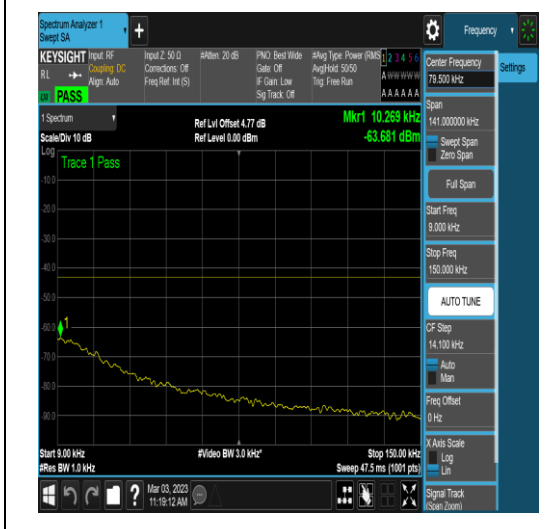 Spectrum Analyzer 1
Swept SA
Frequency
KEYSIGHT
Input: RF
Input Z: 50 Ω
#Atten: 20 dB
PNO: Best Wide
#Avg Type: Power (RMS)
1 2 3 4 5 6
RL
Coupling: DC
Corrections: Off
Gate: Off
Avg|Hold: 50/50
A W W W W W
Align: Auto
Freq Ref: Int (S)
IF Gain: Low
Trig: Free Run
Sig Track: Off
A A A A A A
PASS
1 Spectrum
Ref Lvl Offset 4.77 dB
Mkr1 10.269 kHz
Scale/Div 10 dB
Ref Level 0.00 dBm
-63.681 dBm
Log
Trace 1 Pass
-10.0
-20.0
-30.0
-40.0
-50.0
-60.0
1
-70.0
-80.0
-90.0
Start 9.00 kHz
#Video BW 3.0 kHz*
Stop 150.00 kHz
#Res BW 1.0 kHz
Sweep 47.5 ms (1001 pts)
Mar 03, 2023
11:19:12 AM
Center Frequency
79.500 kHz
Settings
Span
141.000000 kHz
Swept Span
Zero Span
Full Span
Start Freq
9.000 kHz
Stop Freq
150.000 kHz
AUTO TUNE
CF Step
14.100 kHz
Auto
Man
Freq Offset
0 Hz
X Axis Scale
Log
Lin
Signal Track
(Span Zoom)